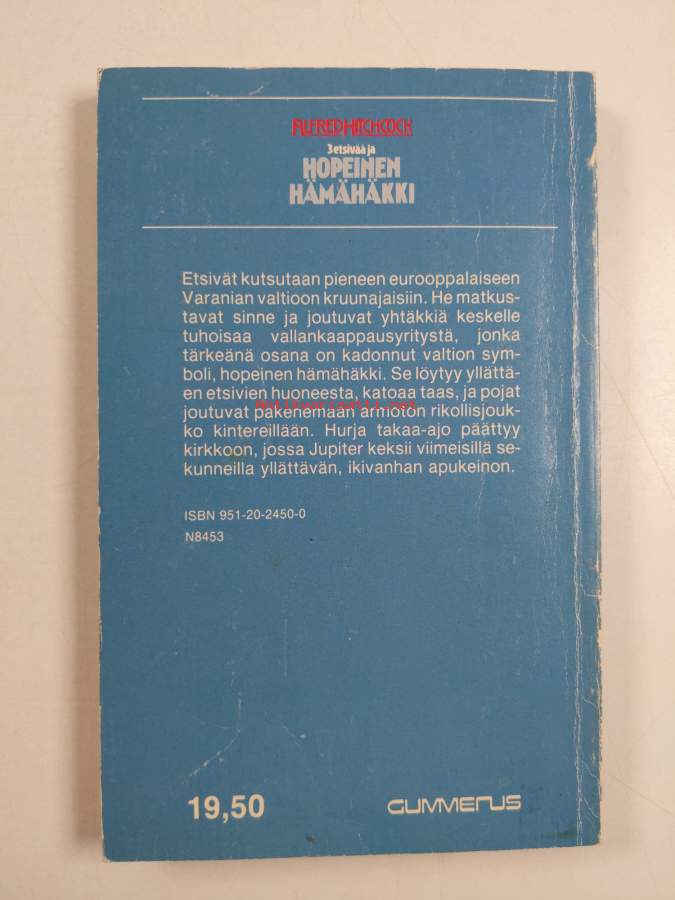 ALFRED HITCHCOCK
3 etsivää ja
HOPEINEN
HÄMÄHÄKKI
Etsivät kutsutaan pieneen eurooppalaiseen
Varanian valtioon kruunajaisiin. He matkus-
tavat sinne ja joutuvat yhtäkkiä keskelle
tuhoisaa vallankaappausyritystä, jonka
tärkeänä osana on kadonnut valtion sym-
boli, hopeinen hämähäkki. Se löytyy yllättä-
en etsivien huoneesta, katoaa taas, ja pojat
Antikvariaatti.net
joutuvat pakenemaan armoton rikollisjouk-
ko kintereillään. Hurja takaa-ajo päättyy
kirkkoon, jossa Jupiter keksii viimeisillä se-
kunneilla yllättävän, ikivanhan apukeinon.
ISBN 951-20-2450-0
N8453
19,50
GUMMERUS